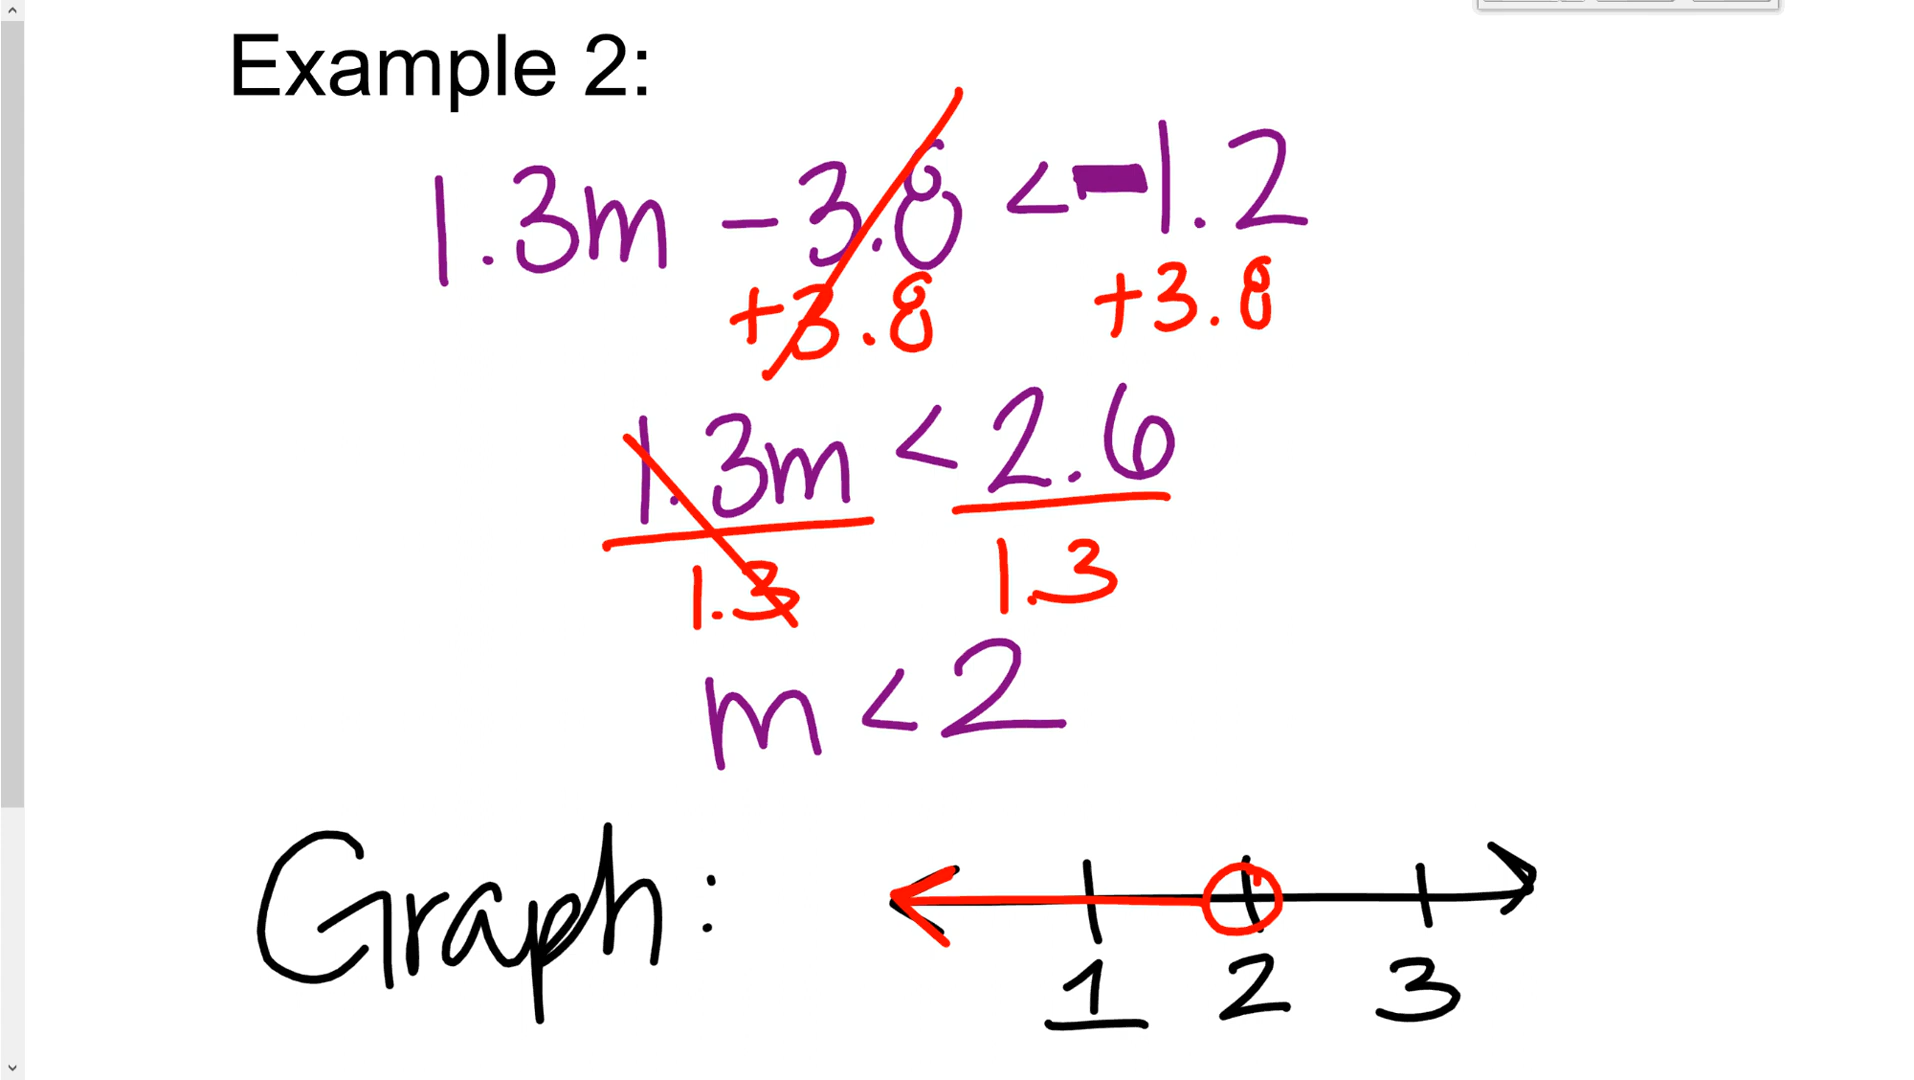 Example 2:
1.3m - 3.8 < -1.2
+3.8 +3.8
1.3m < 2.6
1.3 1.3
m < 2
Graph:
1 2 3